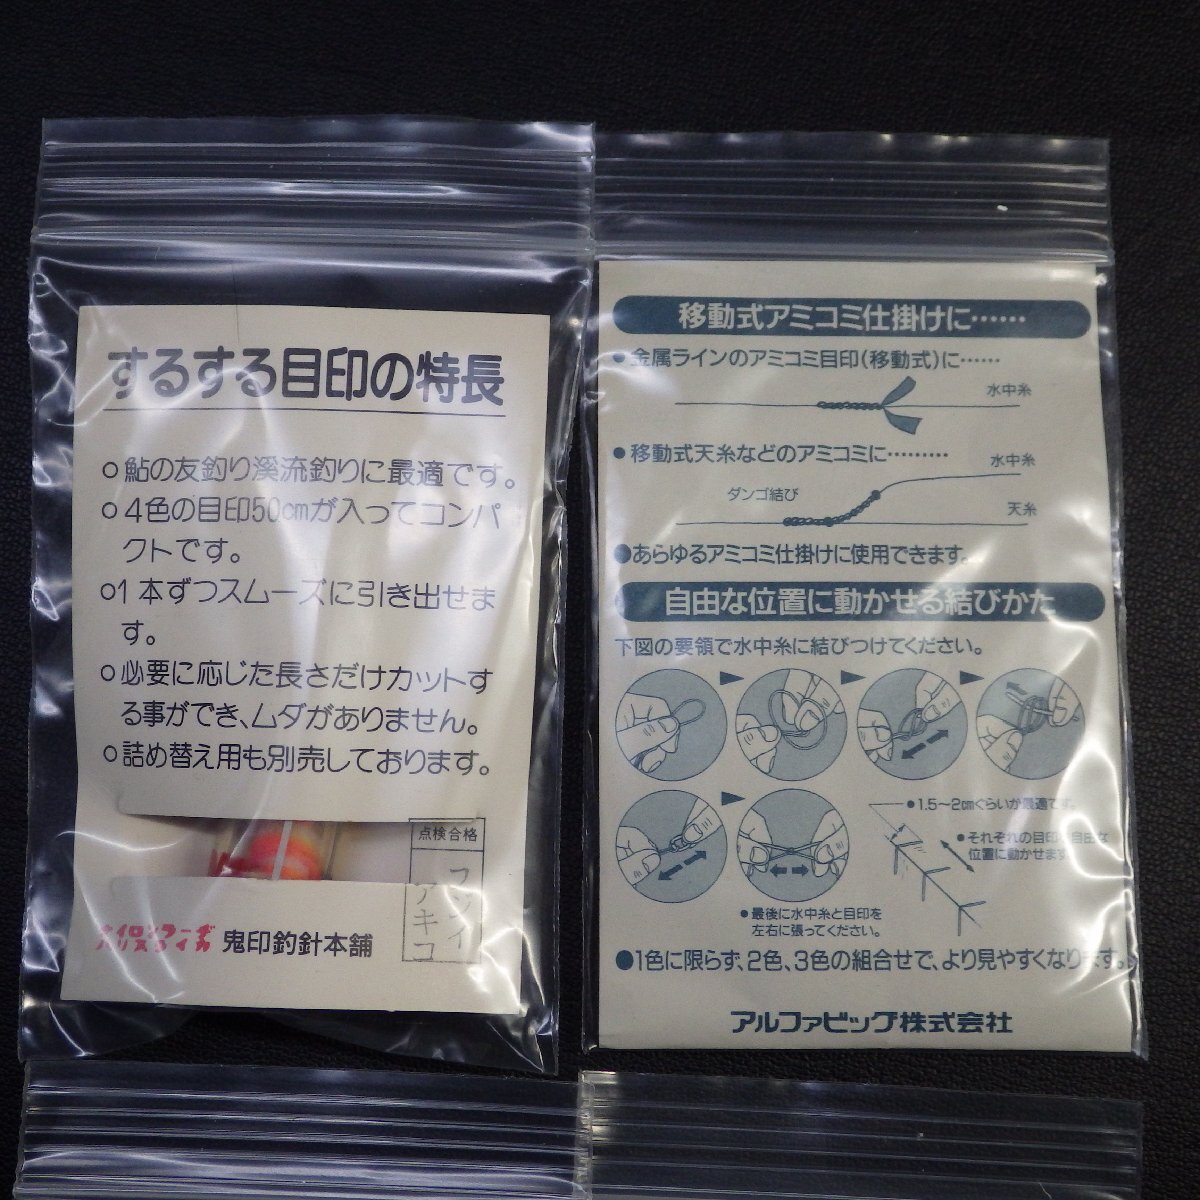 するする目印の特長
○鮎の友釣り渓流釣りに最適です。
○4色の目印50cmが入ってコンパ
クトです。
○1本ずつスムーズに引き出せま
す。
○必要に応じた長さだけカットす
る事ができ、ムダがありません。
○詰め替え用も別売しております。
点検合格
フジイ
アキコ
鬼印釣針本舗
移動式アミコミ仕掛けに……
●金属ラインのアミコミ目印(移動式)に……
水中糸
●移動式天糸などのアミコミに………
水中糸
ダンゴ結び
天糸
●あらゆるアミコミ仕掛けに使用できます。
自由な位置に動かせる結びかた
下図の要領で水中糸に結びつけてください。
●1.5〜2cmぐらいが最適です。
●それぞれの目印を自由な
位置に動かせます
●最後に水中糸と目印を
左右に張ってください。
●1色に限らず、2色、3色の組合せで、より見やすくなります。
アルファビッグ株式会社